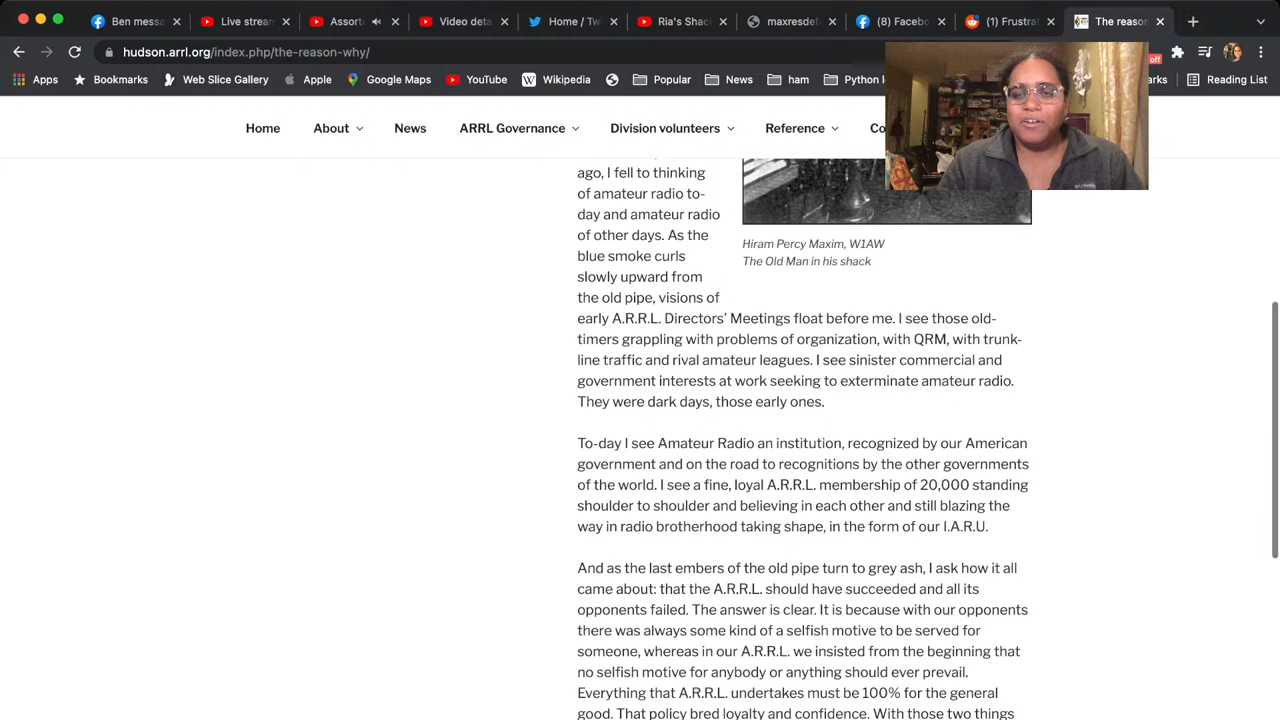 Ben mess
Live stream
Assort
Video deta
Home / Tw
Ria's Shac
maxresdef
(8) Facebo
(1) Frustrat
The reason
hudson.arrl.org/index.php/the-reason-why/
off
Apps
Bookmarks
Web Slice Gallery
Apple
Google Maps
YouTube
Wikipedia
Popular
News
ham
Python
Reading List
Home
About
News
ARRL Governance
Division volunteers
Reference
ago, I fell to thinking
of amateur radio to-
day and amateur radio
of other days. As the
blue smoke curls
slowly upward from
the old pipe, visions of
Hiram Percy Maxim, W1AW
The Old Man in his shack
early A.R.R.L. Directors' Meetings float before me. I see those old-
timers grappling with problems of organization, with QRM, with trunk-
line traffic and rival amateur leagues. I see sinister commercial and
government interests at work seeking to exterminate amateur radio.
They were dark days, those early ones.
To-day I see Amateur Radio an institution, recognized by our American
government and on the road to recognitions by the other governments
of the world. I see a fine, loyal A.R.R.L. membership of 20,000 standing
shoulder to shoulder and believing in each other and still blazing the
way in radio brotherhood taking shape, in the form of our I.A.R.U.
And as the last embers of the old pipe turn to grey ash, I ask how it all
came about: that the A.R.R.L. should have succeeded and all its
opponents failed. The answer is clear. It is because with our opponents
there was always some kind of a selfish motive to be served for
someone, whereas in our A.R.R.L. we insisted from the beginning that
no selfish motive for anybody or anything should ever prevail.
Everything that A.R.R.L. undertakes must be 100% for the general
good. That policy bred loyalty and confidence. With those two things